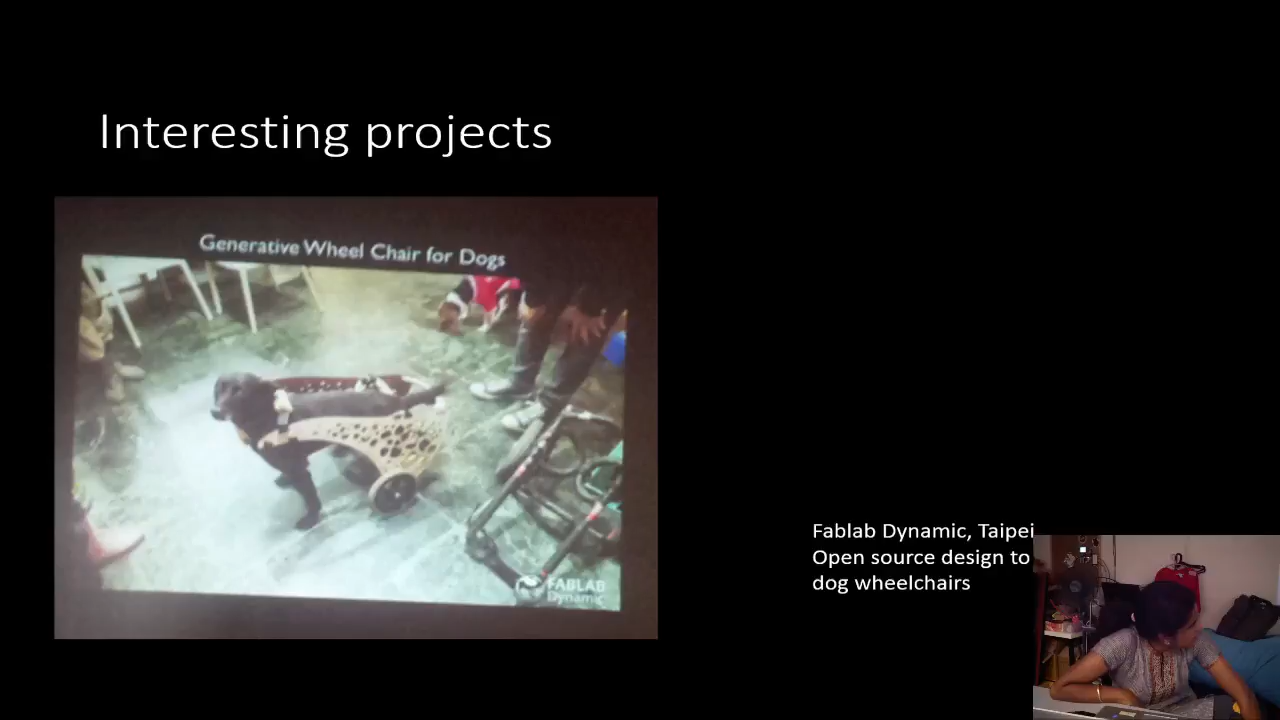 Interesting projects
Generative Wheel Chair for Dogs
FABLAB
Dynamic
Fablab Dynamic, Taipei
Open source design to
dog wheelchairs